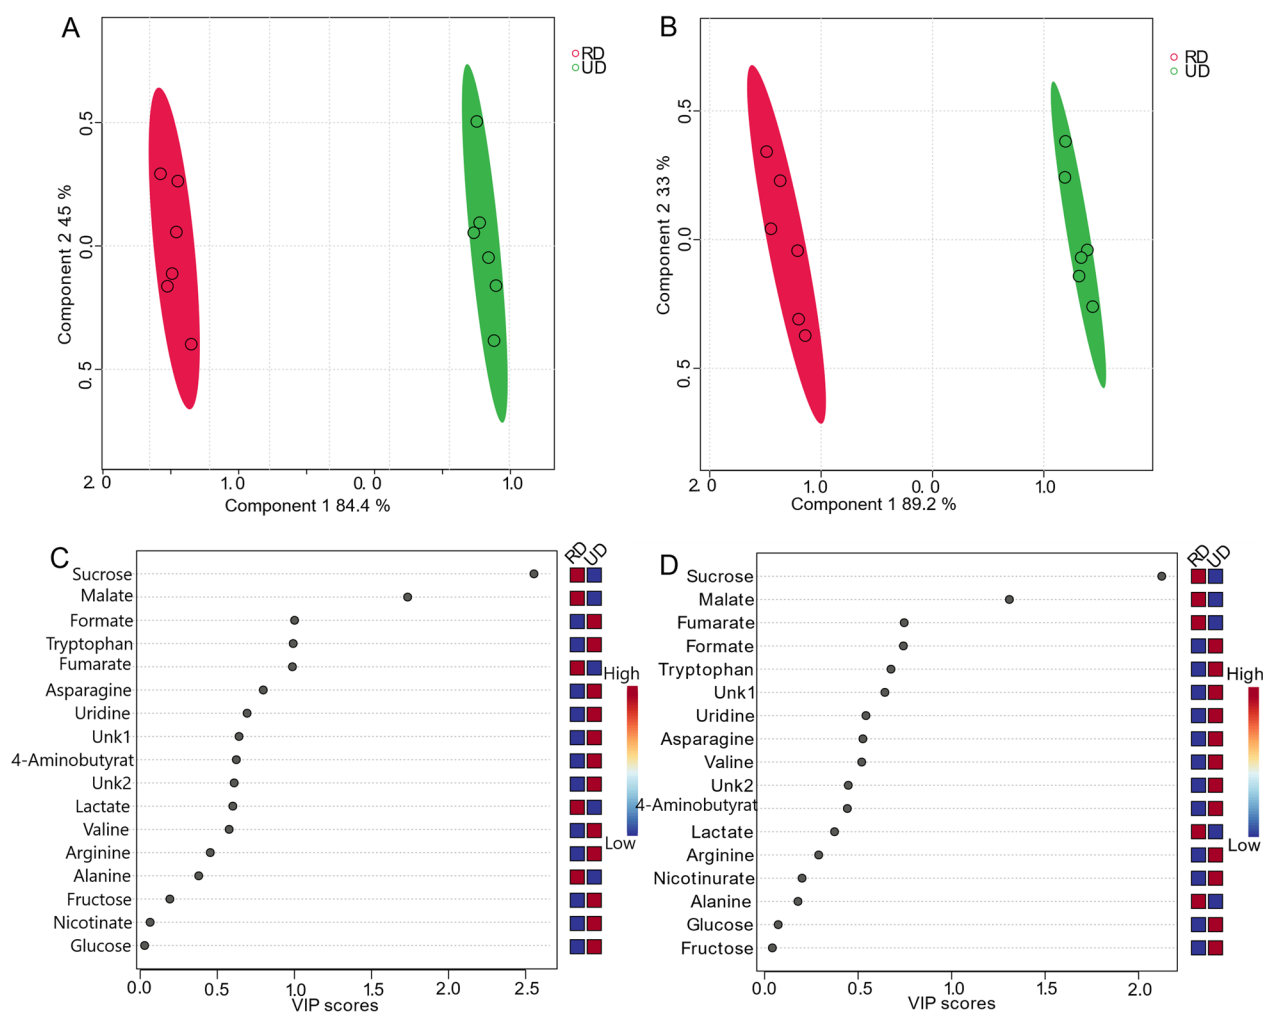 A
RD
UD
Component 2 45 %
0.5
0.0
0. 5
2. 0
1. 0
0. 0
1.0
Component 1 84.4 %
B
RD
UD
Component 2 33 %
0.5
0.0
0. 5
2. 0
1. 0
0. 0
1.0
Component 1 89.2 %
C
RD
UD
Sucrose
Malate
Formate
Tryptophan
Fumarate
Asparagine
Uridine
Unk1
4-Aminobutyrat
Unk2
Lactate
Valine
Arginine
Alanine
Fructose
Nicotinate
Glucose
High
Low
0.0
0.5
1.0
1.5
2.0
2.5
VIP scores
D
RD
UD
Sucrose
Malate
Fumarate
Formate
Tryptophan
Unk1
Uridine
Asparagine
Valine
Unk2
4-Aminobutyrat
Lactate
Arginine
Nicotinurate
Alanine
Glucose
Fructose
High
Low
0.0
0.5
1.0
1.5
2.0
VIP scores